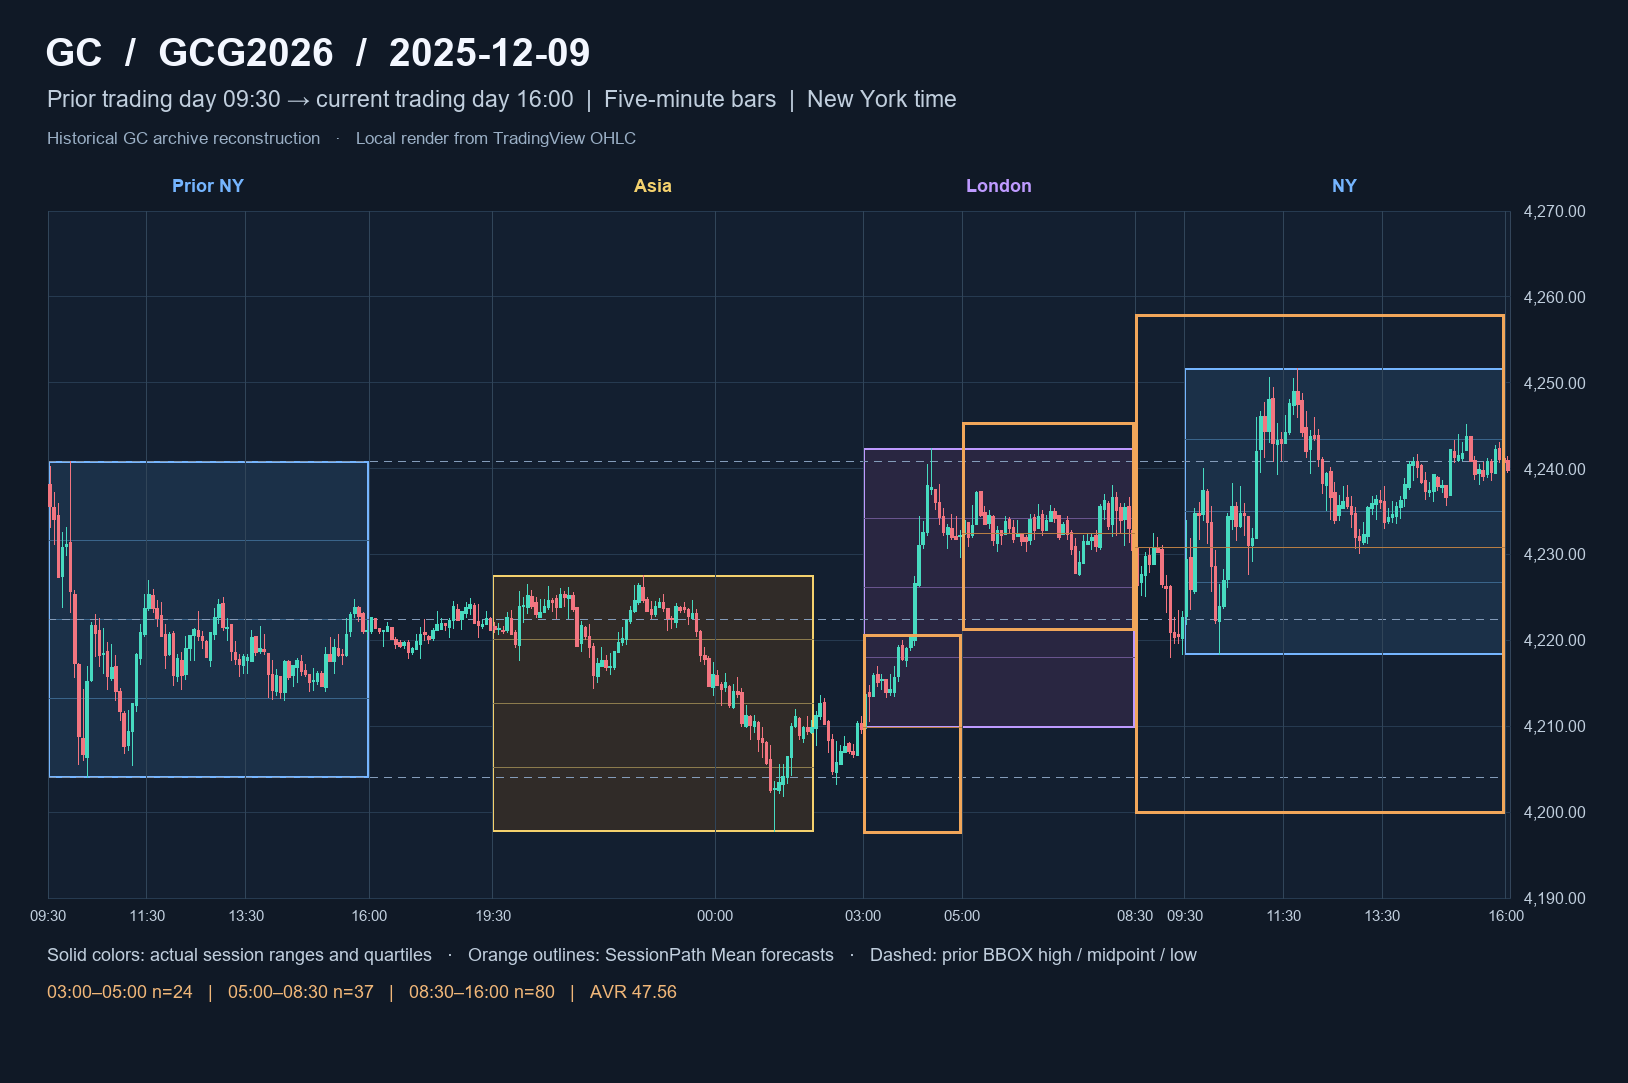 GC / GCG2026 / 2025-12-09
Prior trading day 09:30 → current trading day 16:00 | Five-minute bars | New York time
Historical GC archive reconstruction · Local render from TradingView OHLC
Prior NY Asia London NY
4,270.00
4,260.00
4,250.00
4,240.00
4,230.00
4,220.00
4,210.00
4,200.00
4,190.00
09:30 11:30 13:30 16:00 19:30 00:00 03:00 05:00 08:30 09:30 11:30 13:30 16:00
Solid colors: actual session ranges and quartiles · Orange outlines: SessionPath Mean forecasts · Dashed: prior BBOX high / midpoint / low
03:00–05:00 n=24 | 05:00–08:30 n=37 | 08:30–16:00 n=80 | AVR 47.56